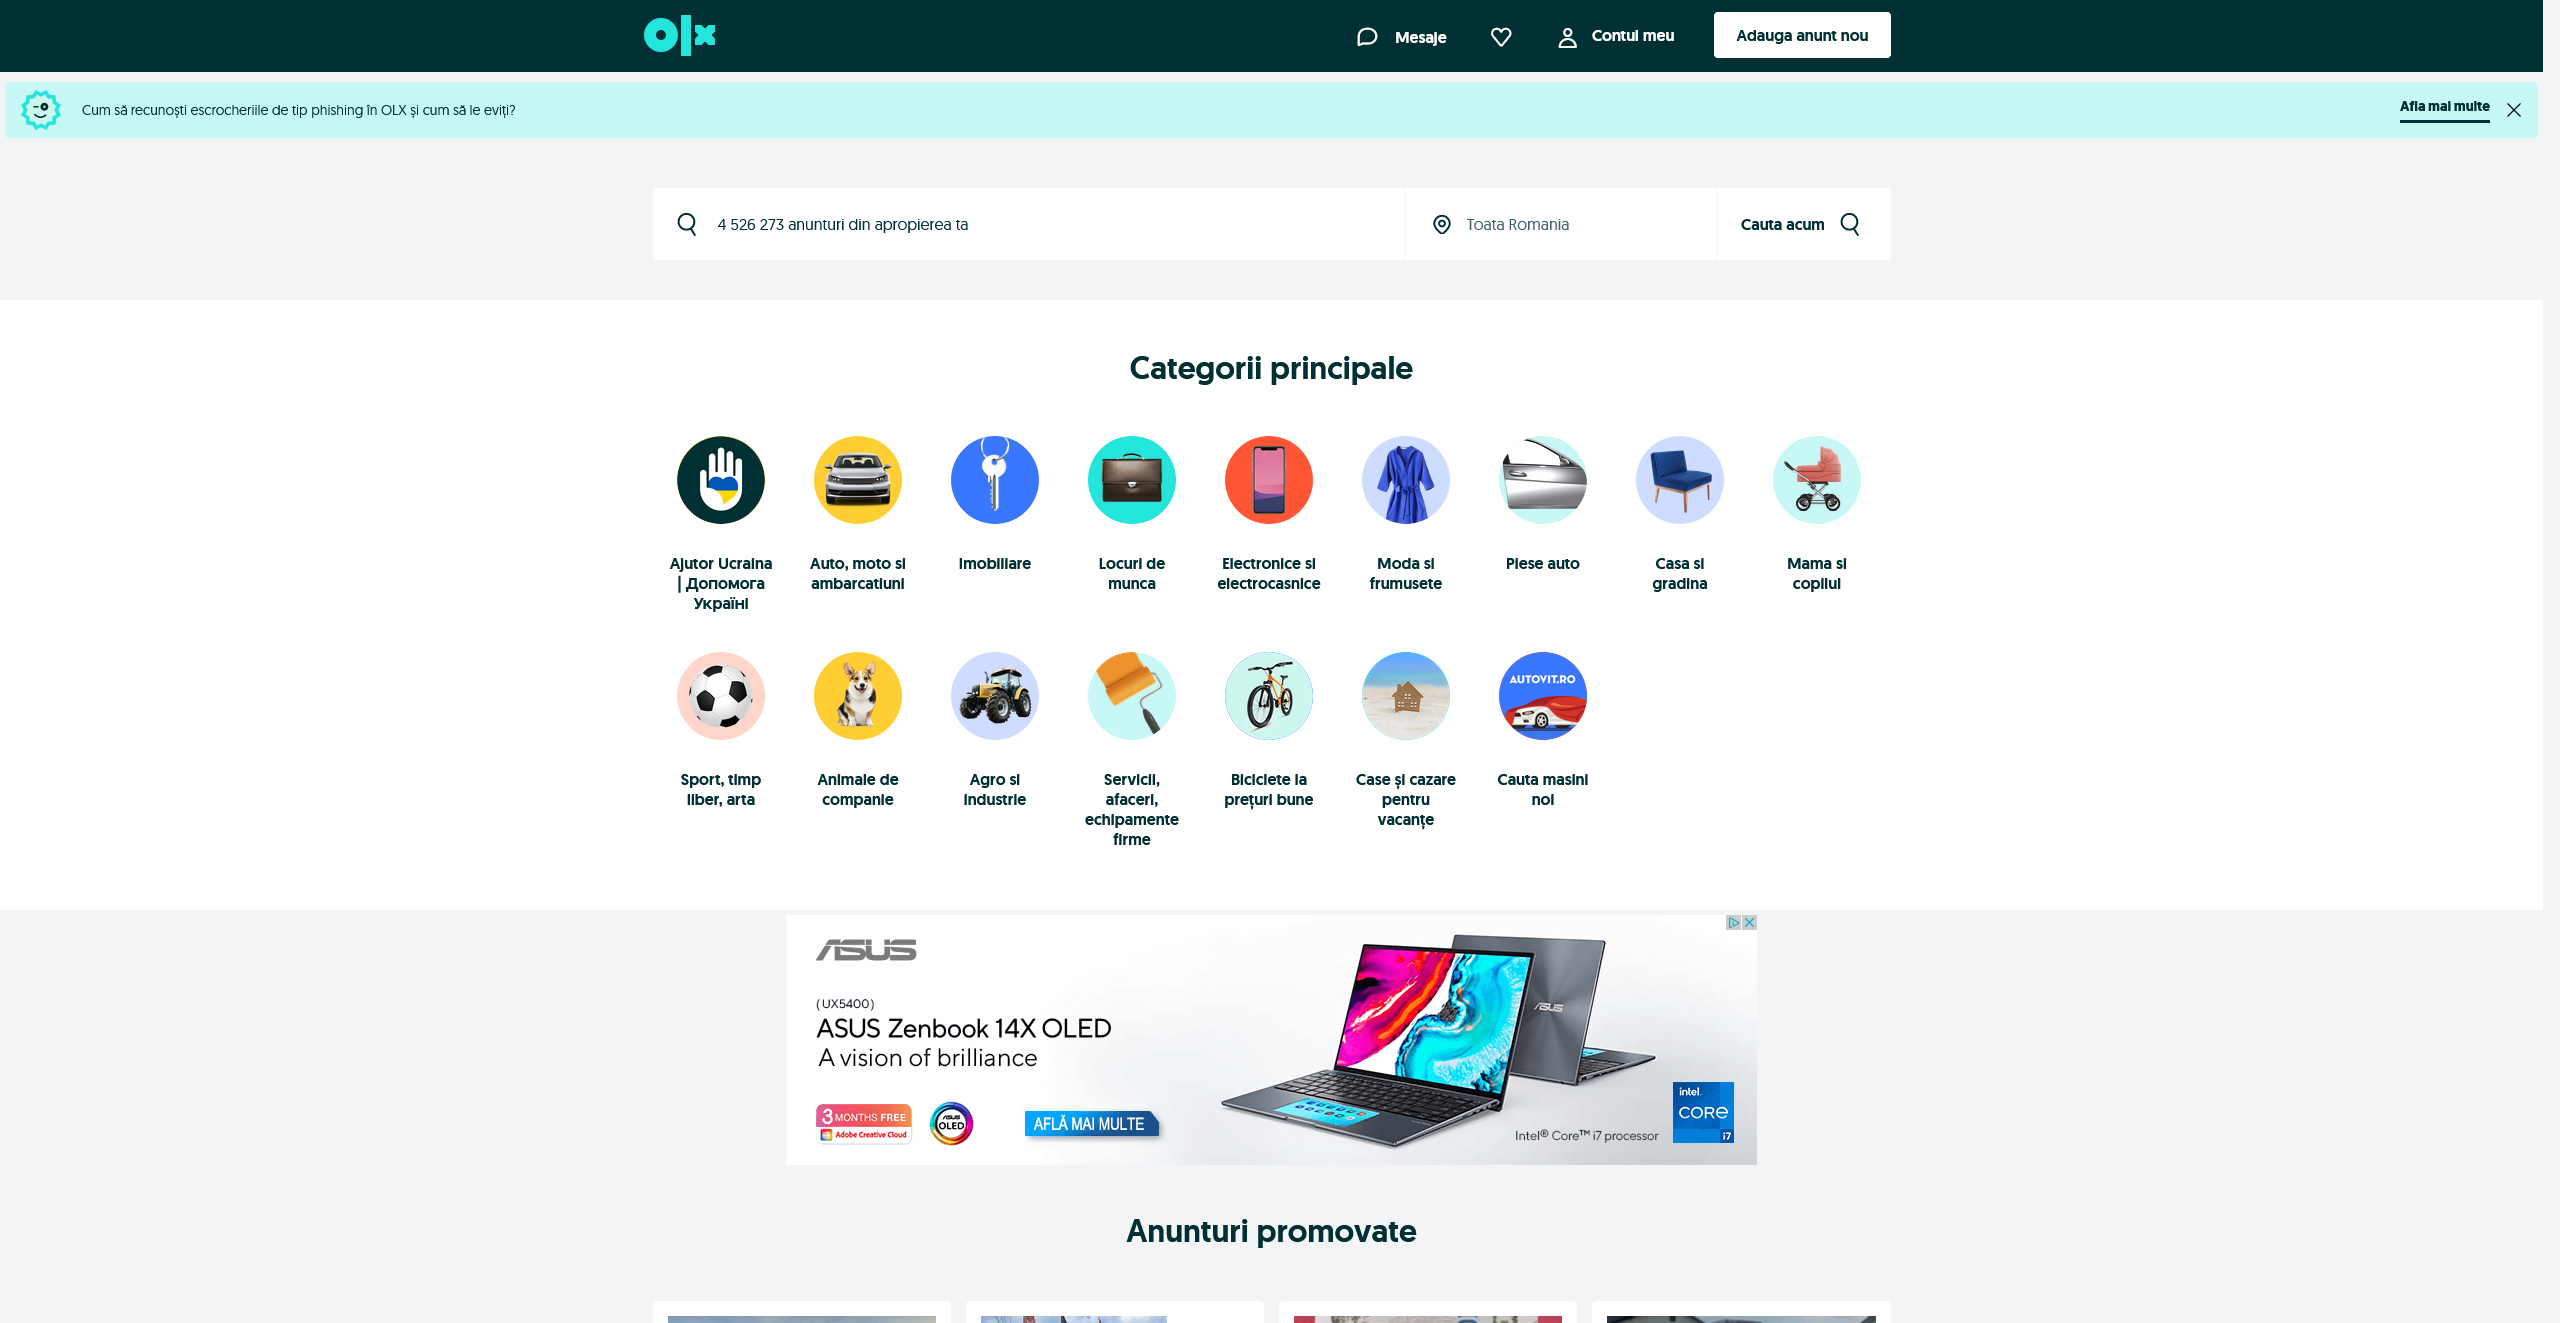 olx
Mesaje
Contul meu
Adauga anunt nou
Cum să recunoști escrocheriile de tip phishing în OLX și cum să le eviți?
Afla mai multe
4 526 273 anunturi din apropierea ta
Toata Romania
Cauta acum
Categorii principale
Ajutor Ucraina
| Допомога
Україні
Auto, moto si
ambarcatiuni
Imobiliare
Locuri de
munca
Electronice si
electrocasnice
Moda si
frumusete
Piese auto
Casa si
gradina
Mama si
copilul
AUTOVIT.RO
Sport, timp
liber, arta
Animale de
companie
Agro si
industrie
Servicii,
afaceri,
echipamente
firme
Biciclete la
prețuri bune
Case și cazare
pentru
vacanțe
Cauta masini
noi
ASUS
(UX5400)
ASUS Zenbook 14X OLED
A vision of brilliance
3 MONTHS FREE
Adobe Creative Cloud
ASUS
OLED
AFLĂ MAI MULTE
ASUS
Intel® Core™ i7 processor
intel.
CORE
i7
Anunturi promovate